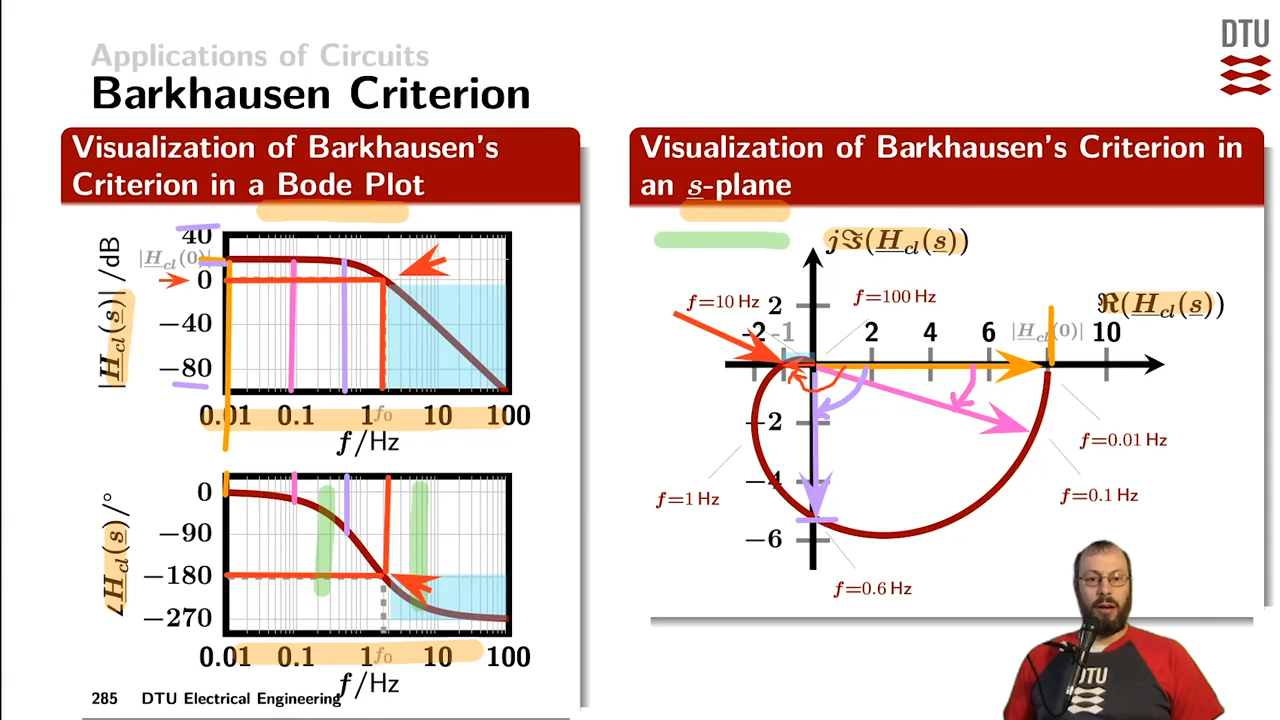 DTU
Applications of Circuits
Barkhausen Criterion
Visualization of Barkhausen's
Criterion in a Bode Plot
|H_cl(s)|/dB
40
|H_cl(0)|
0
−40
−80
0.01 0.1 1 f₀ 10 100
f/Hz
∠H_cl(s)/°
0
−90
−180
−270
0.01 0.1 1 f₀ 10 100
f/Hz
Visualization of Barkhausen's Criterion in
an s-plane
jℑ(H_cl(s))
ℜ(H_cl(s))
f=10 Hz
f=100 Hz
2
-2 -1 2 4 6 |H_cl(0)| 10
−2
−4
−6
f=0.01 Hz
f=0.1 Hz
f=1 Hz
f=0.6 Hz
285 DTU Electrical Engineering
DTU